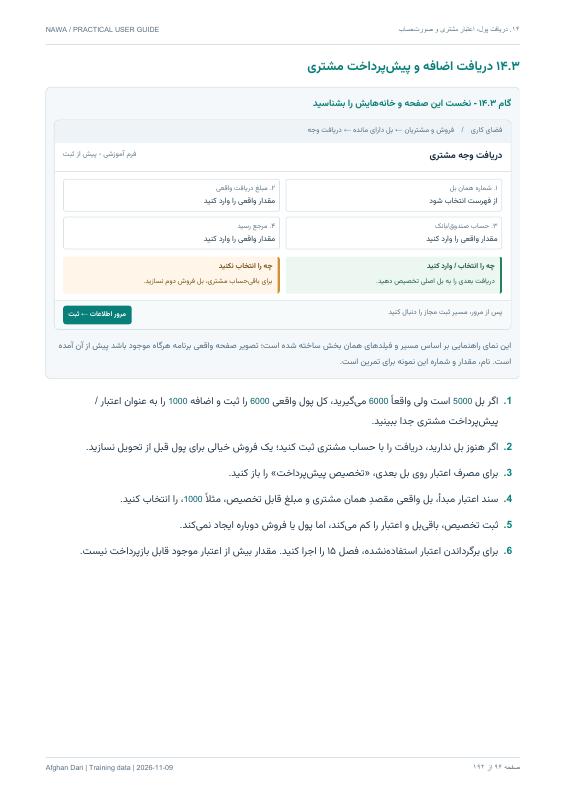 ۱۴. دریافت پول، اعتبار مشتری و صورت‌حساب
NAWA / PRACTICAL USER GUIDE
۱۴.۳ دریافت اضافه و پیش‌پرداخت مشتری
گام ۱۴.۳ - نخست این صفحه و خانه‌هایش را بشناسید
فضای کاری / فروش و مشتریان ← بل دارای مانده ← دریافت وجه
دریافت وجه مشتری
فرم آموزشی - پیش از ثبت
۱. شماره همان بل
از فهرست انتخاب شود
۲. مبلغ دریافت واقعی
مقدار واقعی را وارد کنید
۳. حساب صندوق/بانک
مقدار واقعی را وارد کنید
۴. مرجع رسید
مقدار واقعی را وارد کنید
چه را انتخاب / وارد کنید
دریافت بعدی را به بل اصلی تخصیص دهید.
چه را انتخاب نکنید
برای باقی‌حساب مشتری، بل فروش دوم نسازید.
پس از مرور، مسیر ثبت مجاز را دنبال کنید
مرور اطلاعات ← ثبت
این نمای راهنمایی بر اساس مسیر و فیلدهای همان بخش ساخته شده است؛ تصویر صفحه واقعی برنامه هرگاه موجود باشد پیش از آن آمده
است. نام، مقدار و شماره این نمونه برای تمرین است.
1. اگر بل 5000 است ولی واقعاً 6000 می‌گیرید، کل پول واقعی 6000 را ثبت و اضافه 1000 را به عنوان اعتبار /
پیش‌پرداخت مشتری جدا ببینید.
2. اگر هنوز بل ندارید، دریافت را با حساب مشتری ثبت کنید؛ یک فروش خیالی برای پول قبل از تحویل نسازید.
3. برای مصرف اعتبار روی بل بعدی، «تخصیص پیش‌پرداخت» را باز کنید.
4. سند اعتبار مبدأ، بل واقعی مقصدِ همان مشتری و مبلغ قابل تخصیص، مثلاً 1000، را انتخاب کنید.
5. ثبت تخصیص، باقی‌بل و اعتبار را کم می‌کند، اما پول یا فروش دوباره ایجاد نمی‌کند.
6. برای برگرداندن اعتبار استفاده‌نشده، فصل ۱۵ را اجرا کنید. مقدار بیش از اعتبار موجود قابل بازپرداخت نیست.
Afghan Dari | Training data | 2026-11-09